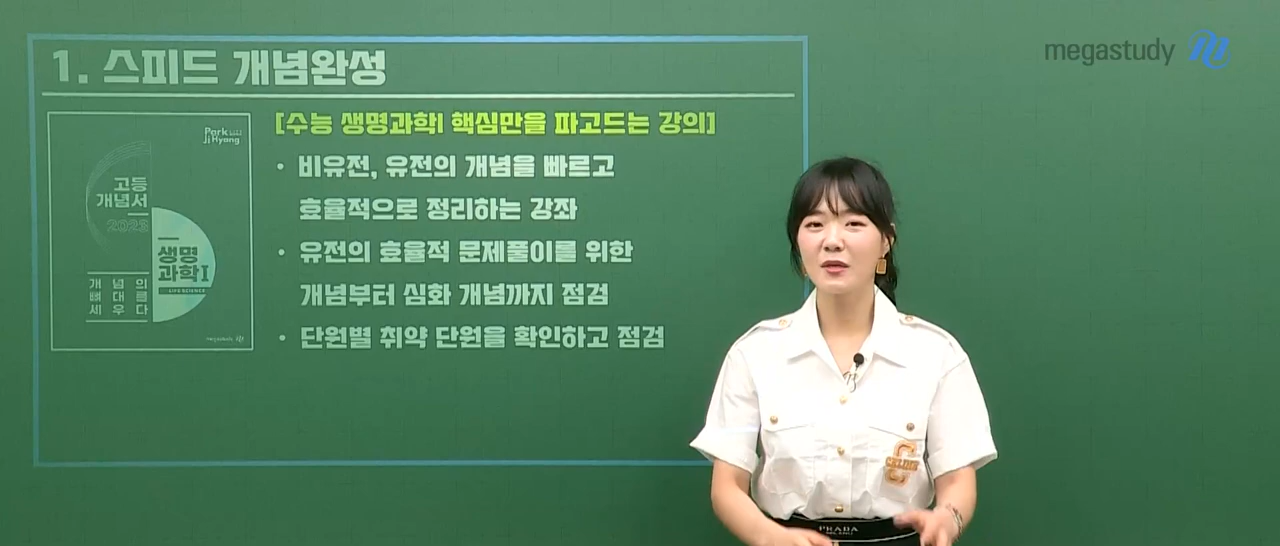 megastudy
1. 스피드 개념완성
[수능 생명과학I 핵심만을 파고드는 강의]
Park
Ji Hyang
고등
개념서
2023
생명
과학I
LIFE SCIENCE
개념의
뼈대를
세우다
megastudy
• 비유전, 유전의 개념을 빠르고
효율적으로 정리하는 강좌
• 유전의 효율적 문제풀이를 위한
개념부터 심화 개념까지 점검
• 단원별 취약 단원을 확인하고 점검
CELINE
PRADA
MILANO